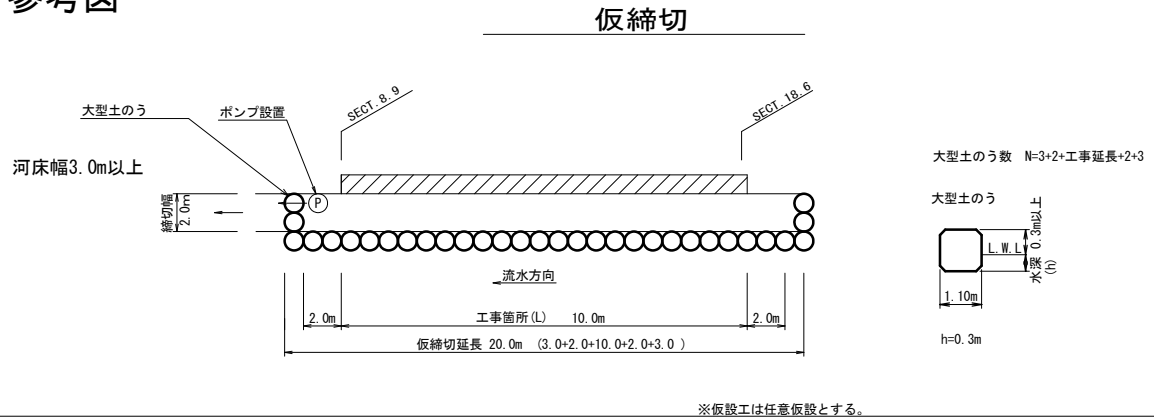 参考図
仮締切
大型土のう
ポンプ設置
SECT.8.9
SECT.18.6
河床幅3.0m以上
締切幅
2.0m
P
流水方向
2.0m
工事箇所(L) 10.0m
2.0m
仮締切延長 20.0m (3.0+2.0+10.0+2.0+3.0 )
大型土のう数 N=3+2+工事延長+2+3
大型土のう
L.W.L
水深 0.3m以上
(h)
1.10m
h=0.3m
※仮設工は任意仮設とする。